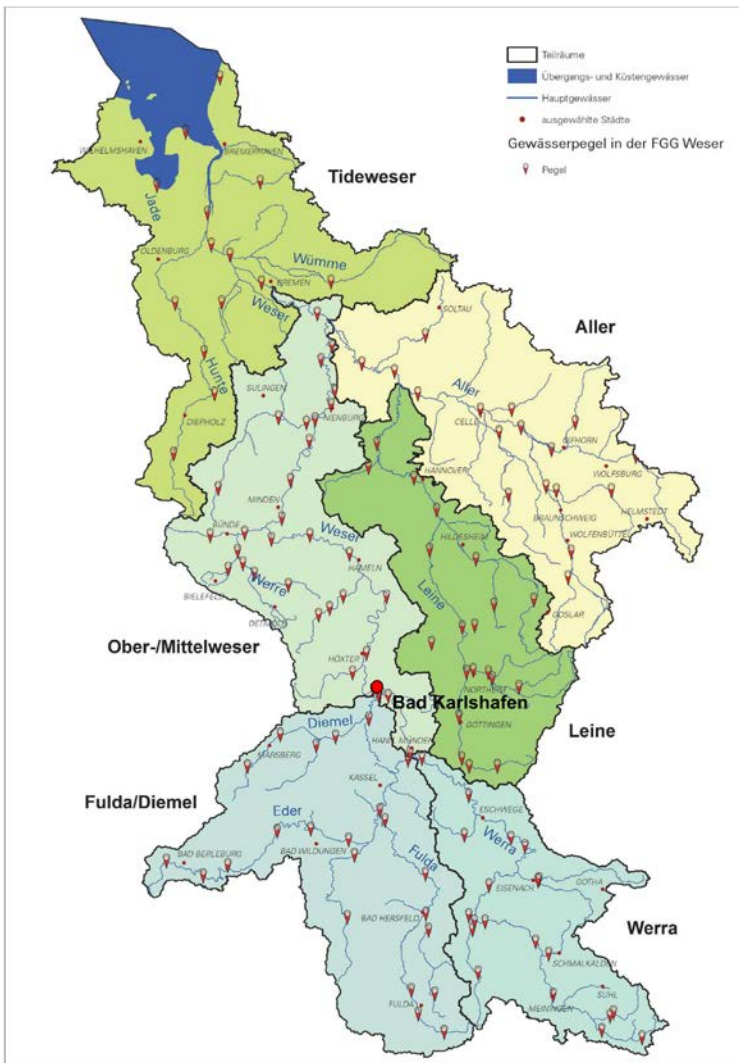 Teilräume
Übergangs- und Küstengewässer
Hauptgewässer
ausgewählte Städte
Gewässerpegel in der FGG Weser
Pegel
WILHELMSHAVEN
BREMERHAVEN
Tideweser
Jade
OLDENBURG
Wümme
BREMEN
Weser
SOLTAU
Aller
Hunte
SULINGEN
Aller
DIEPHOLZ
NIENBURG
CELLE
GIFHORN
HANNOVER
WOLFSBURG
MINDEN
BRAUNSCHWEIG
HELMSTEDT
BÜNDE
Weser
HILDESHEIM
WOLFENBÜTTEL
HAMELN
Werre
BIELEFELD
Leine
DETMOLD
GOSLAR
Ober-/Mittelweser
HÖXTER
NORTHEIM
Bad Karlshafen
Diemel
GÖTTINGEN
Leine
MARSBERG
HANN. MÜNDEN
KASSEL
Fulda/Diemel
ESCHWEGE
Eder
Werra
BAD BERLEBURG
BAD WILDUNGEN
Fulda
EISENACH
GOTHA
BAD HERSFELD
Werra
SCHMALKALDEN
SUHL
FULDA
MEININGEN